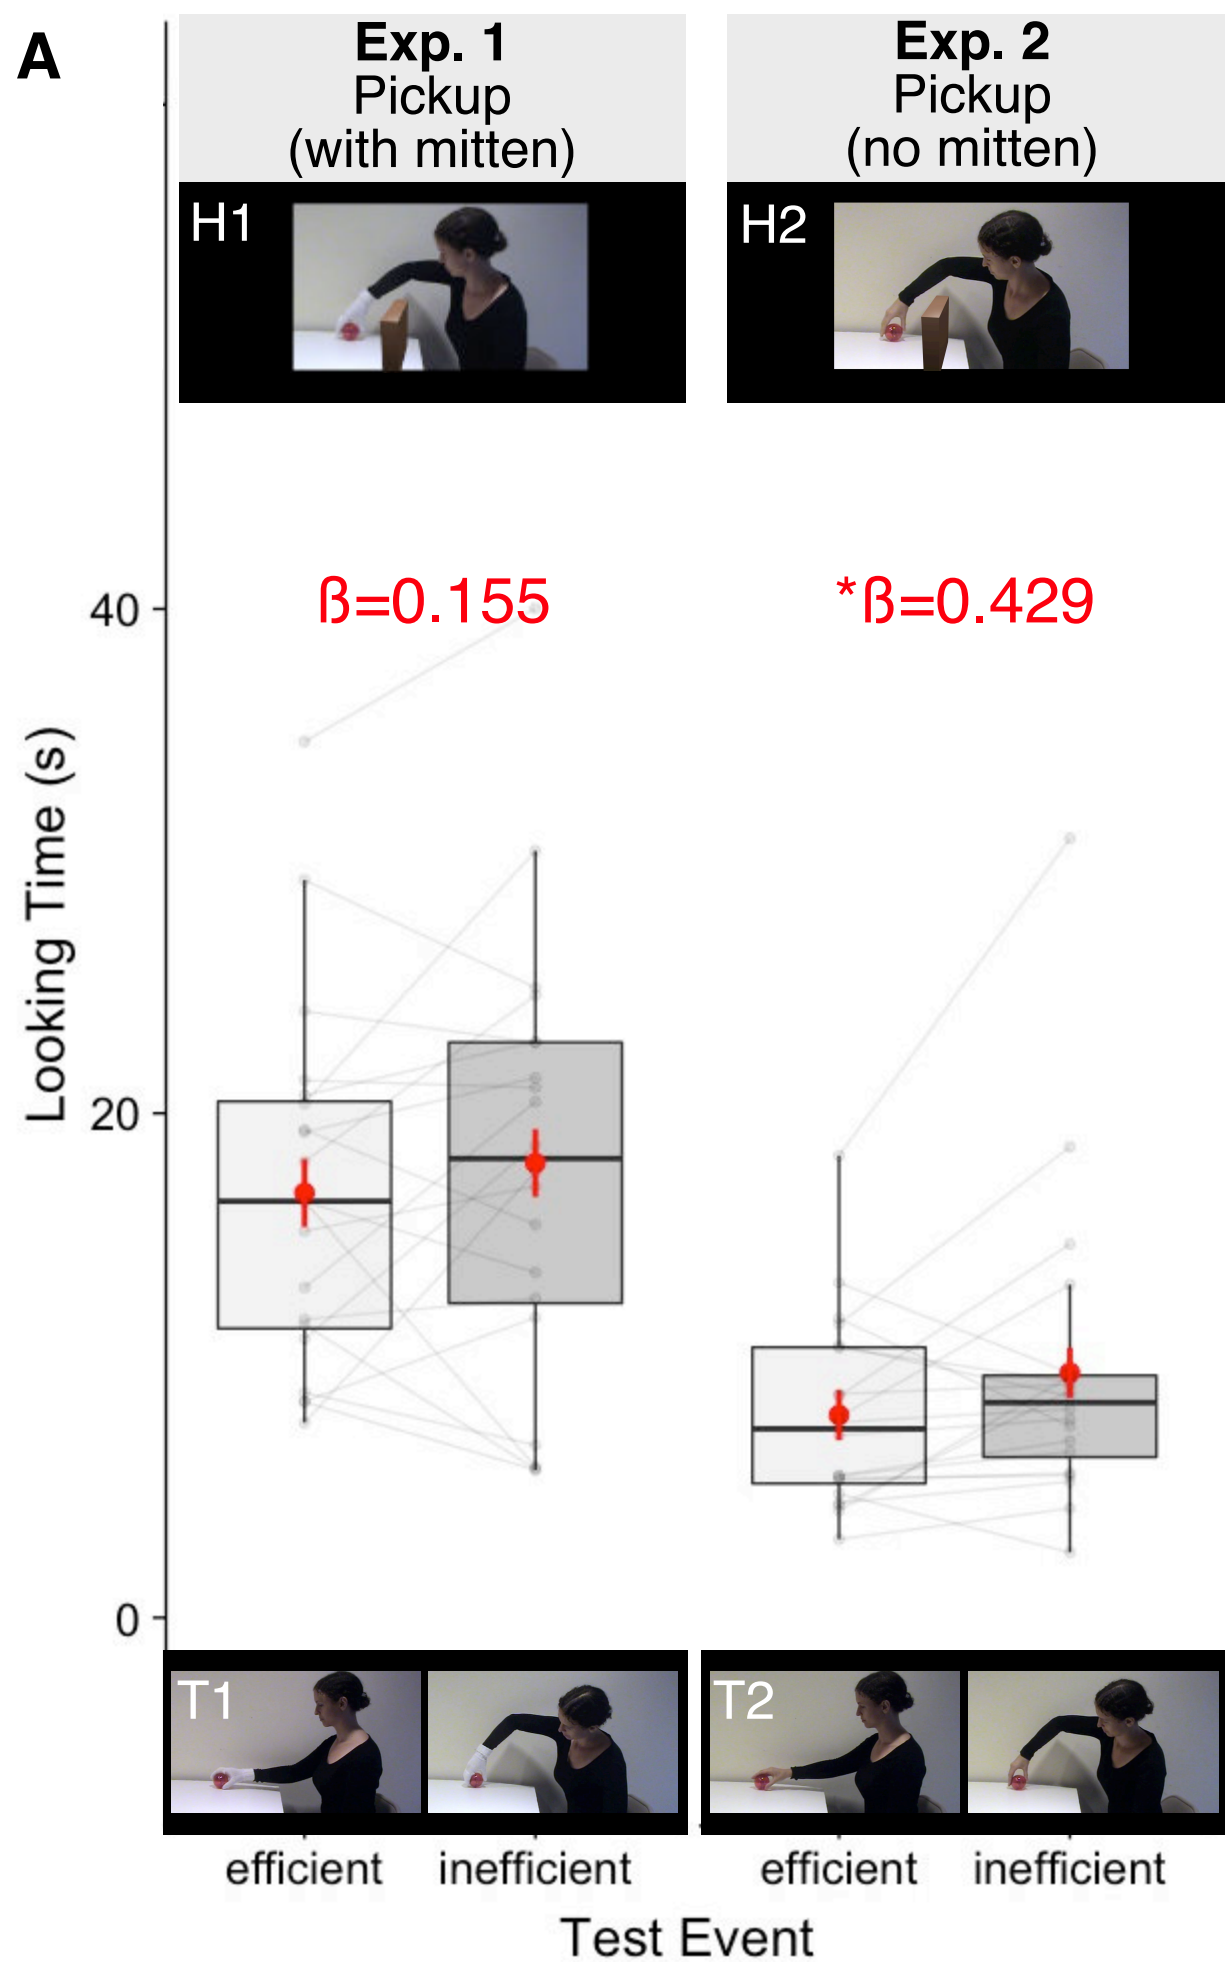 A
Exp. 1
Pickup
(with mitten)
Exp. 2
Pickup
(no mitten)
H1
H2
ß=0.155
*ß=0.429
40
20
0
Looking Time (s)
T1
T2
efficient
inefficient
efficient
inefficient
Test Event